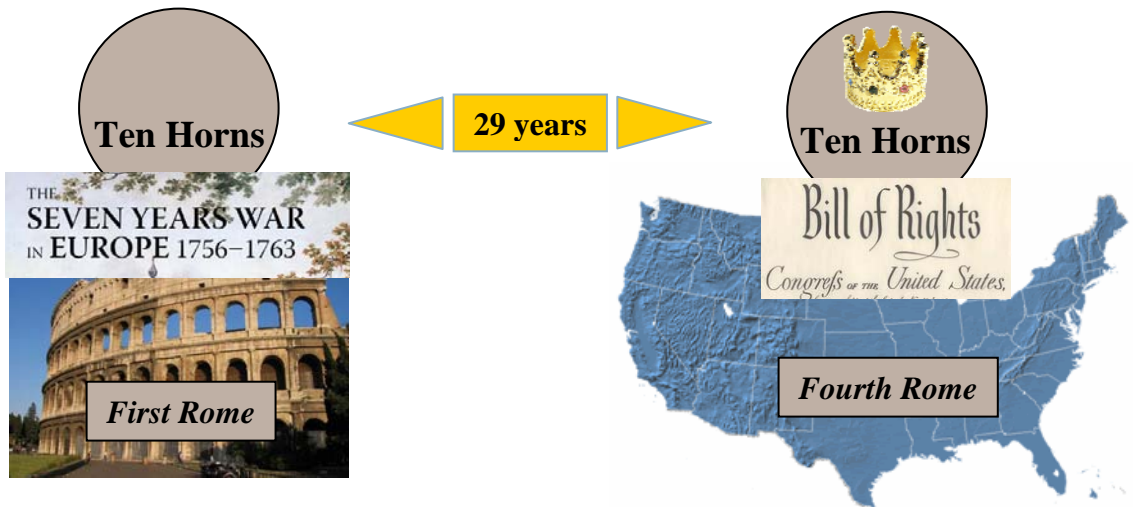 Ten Horns
THE
SEVEN YEARS WAR
IN EUROPE 1756–1763
First Rome
29 years
Ten Horns
Bill of Rights
Congreſs OF THE United States,
Fourth Rome